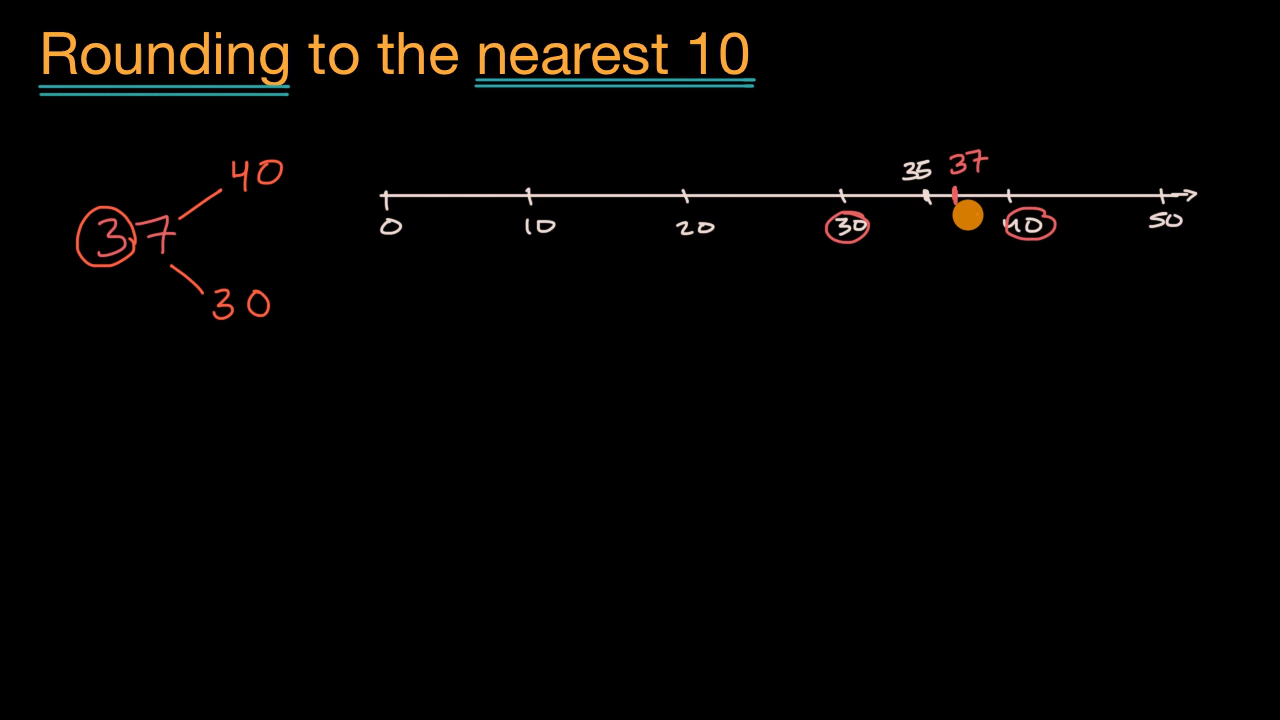 Rounding to the nearest 10
40
37
30
35 37
0 10 20 30 40 50